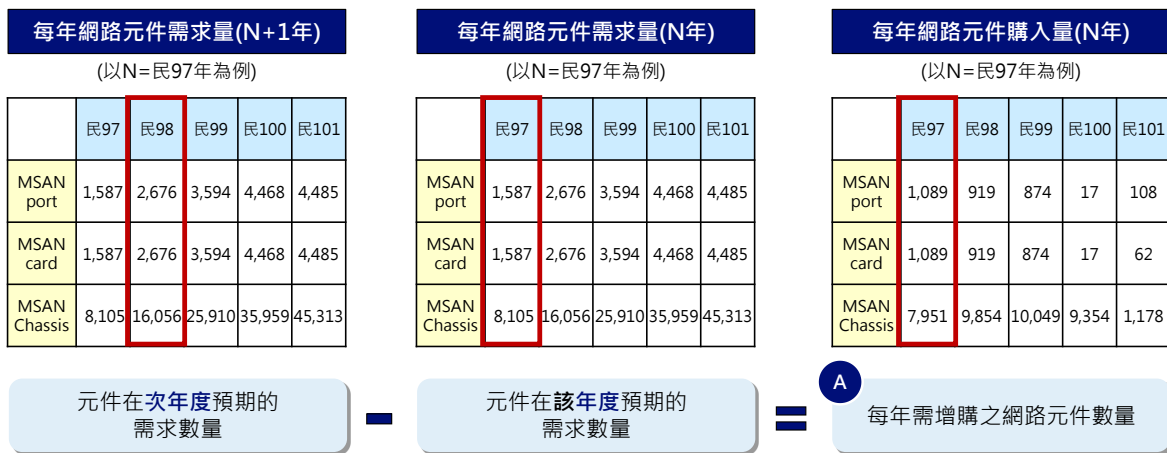 每年網路元件需求量(N+1年)
(以N=民97年為例)
民97 民98 民99 民100 民101
MSAN port 1,587 2,676 3,594 4,468 4,485
MSAN card 1,587 2,676 3,594 4,468 4,485
MSAN Chassis 8,105 16,056 25,910 35,959 45,313
元件在次年度預期的
需求數量
-
每年網路元件需求量(N年)
(以N=民97年為例)
民97 民98 民99 民100 民101
MSAN port 1,587 2,676 3,594 4,468 4,485
MSAN card 1,587 2,676 3,594 4,468 4,485
MSAN Chassis 8,105 16,056 25,910 35,959 45,313
元件在該年度預期的
需求數量
=
每年網路元件購入量(N年)
(以N=民97年為例)
民97 民98 民99 民100 民101
MSAN port 1,089 919 874 17 108
MSAN card 1,089 919 874 17 62
MSAN Chassis 7,951 9,854 10,049 9,354 1,178
A
每年需增購之網路元件數量